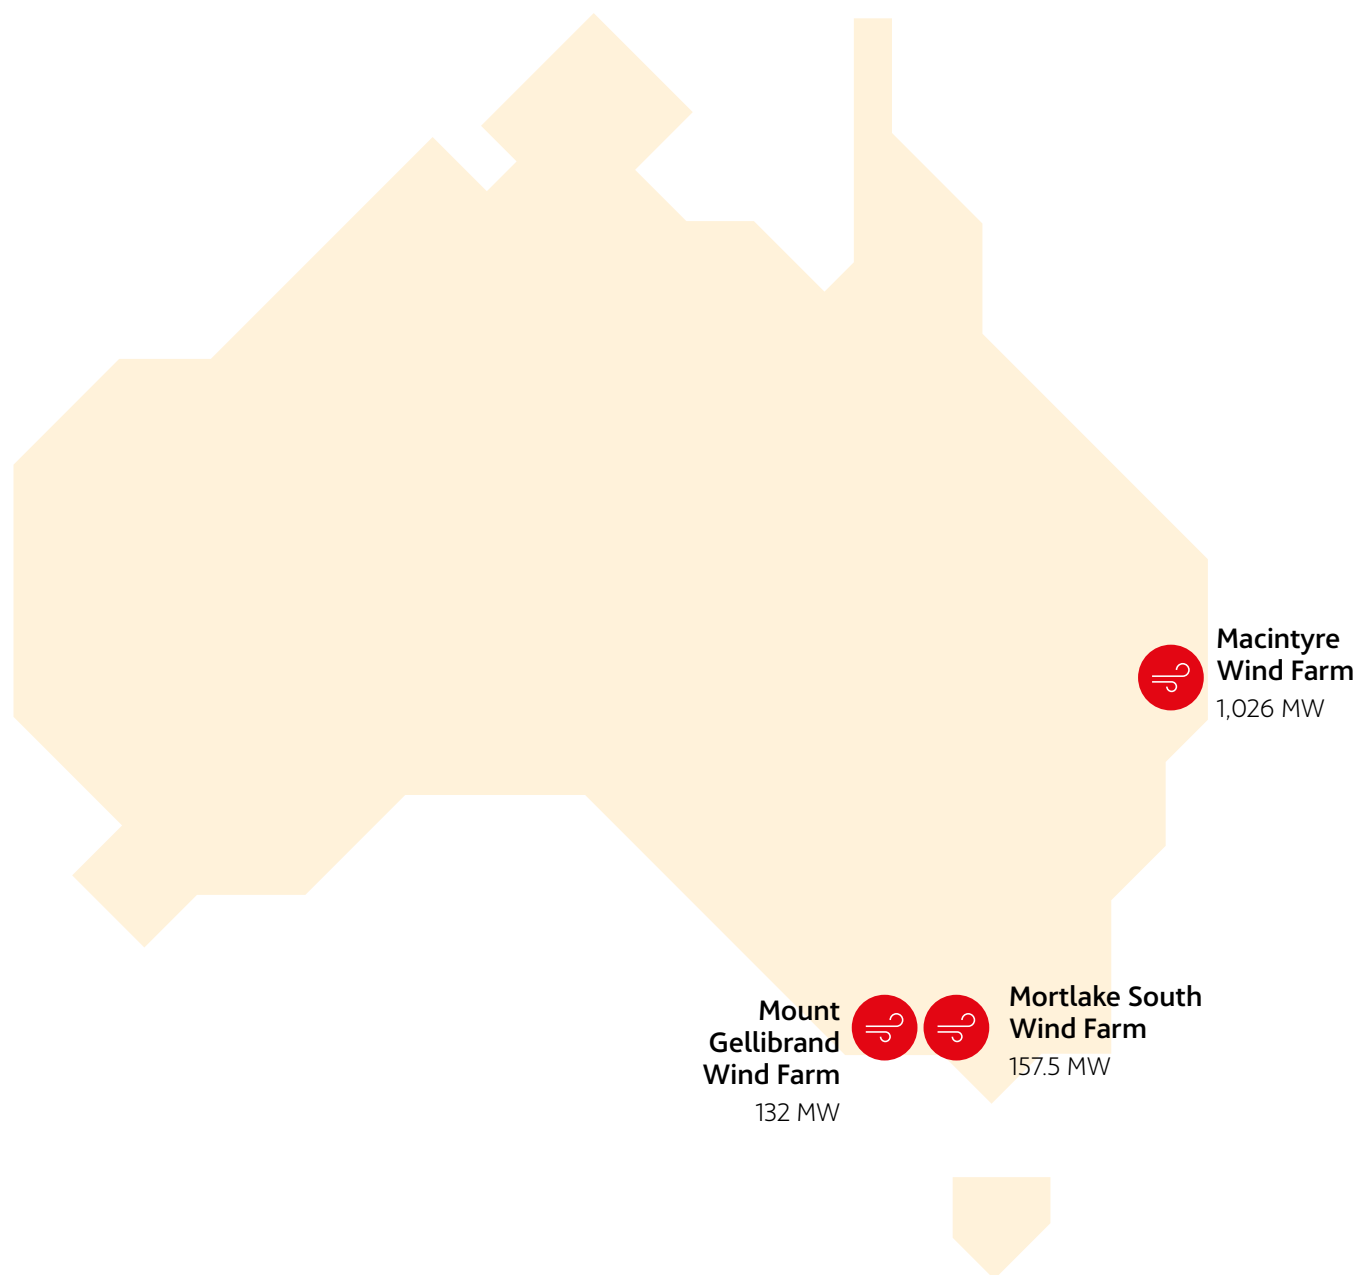 Macintyre
Wind Farm
1,026 MW
Mount
Gellibrand
Wind Farm
132 MW
Mortlake South
Wind Farm
157.5 MW